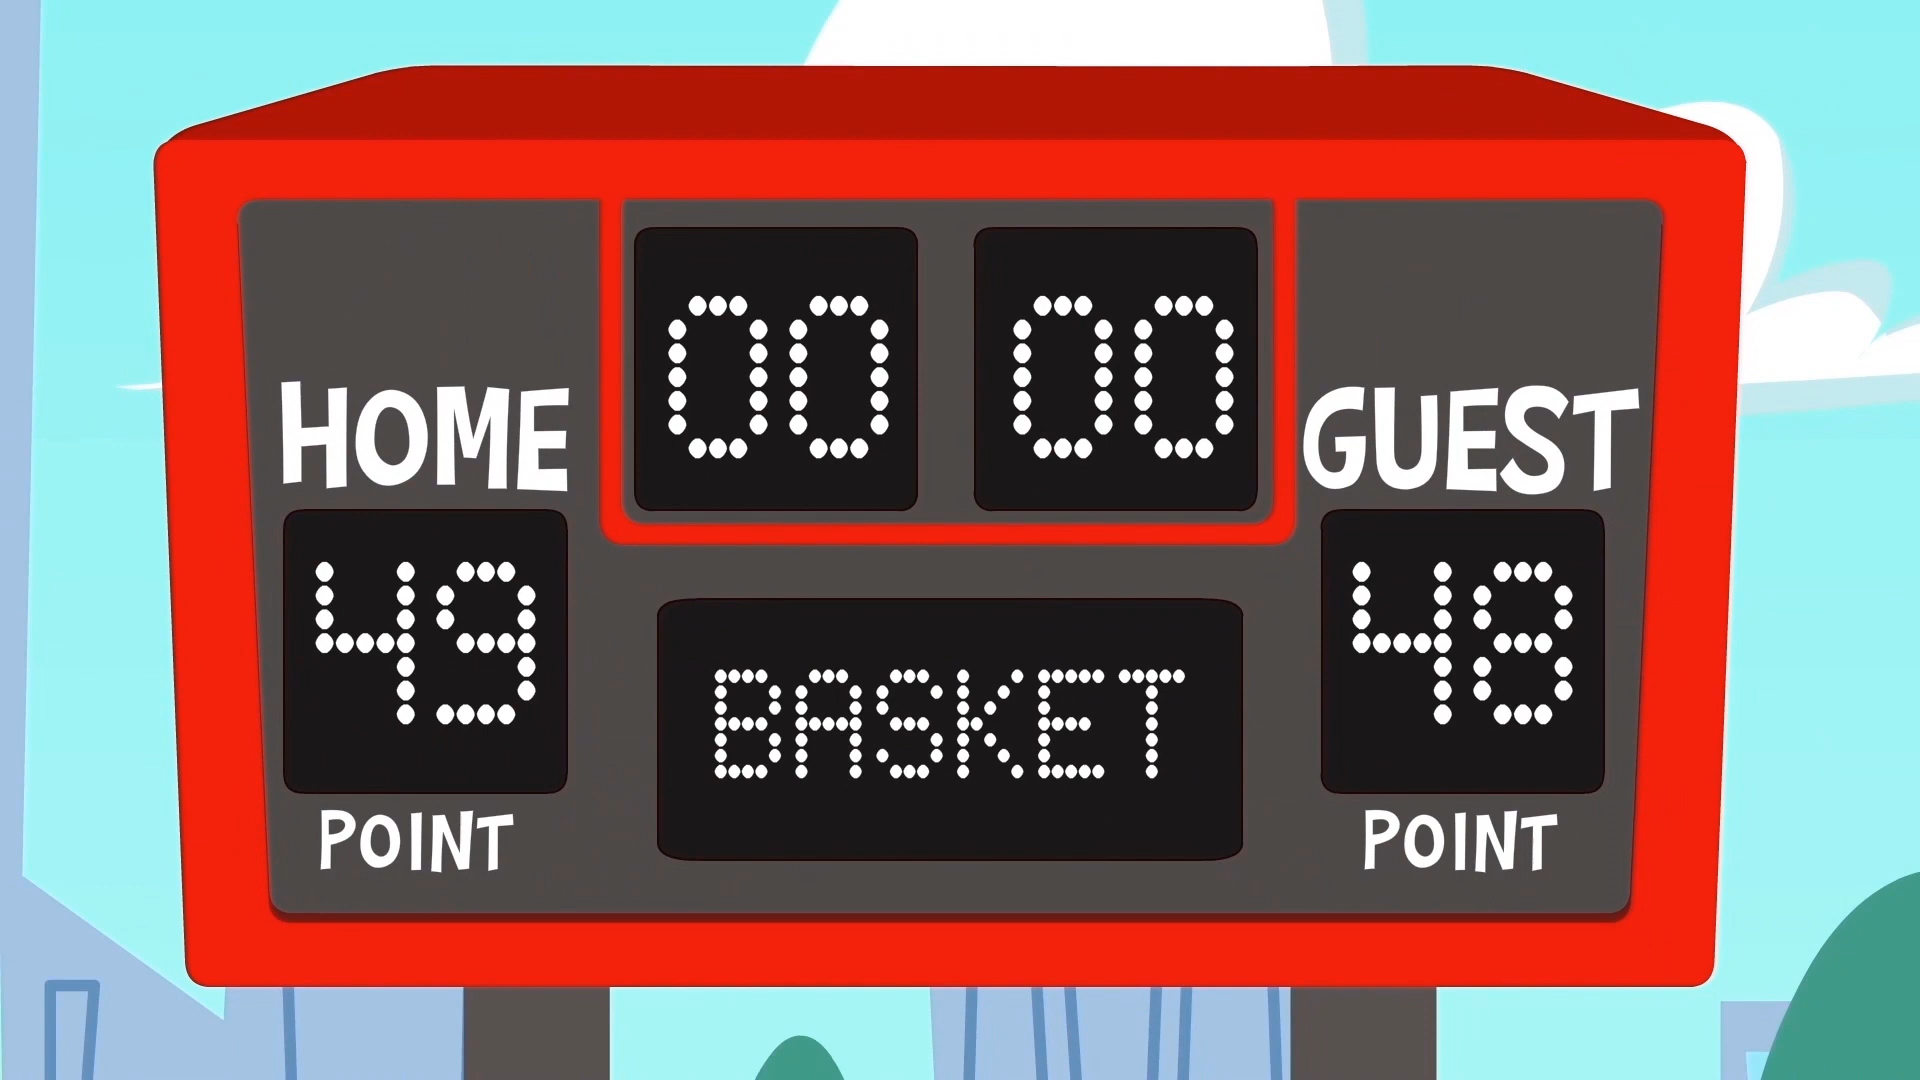 00 00
HOME
GUEST
49
48
BASKET
POINT
POINT